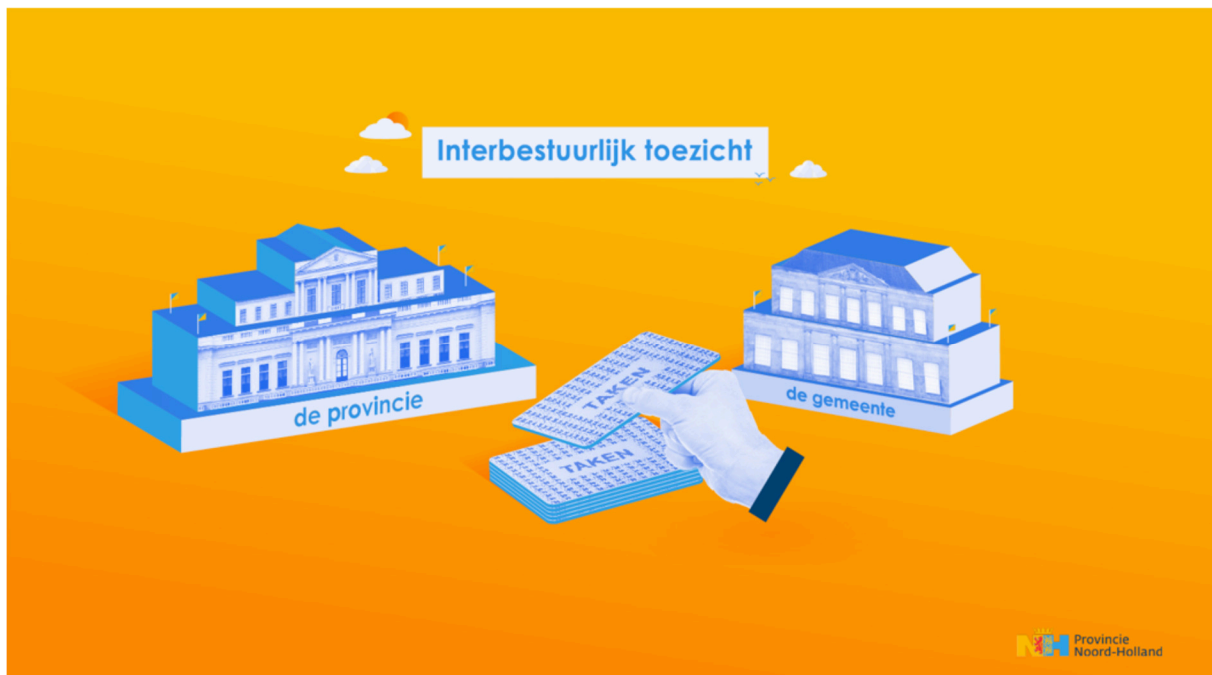 Interbestuurlijk toezicht
de provincie
de gemeente
TAKEN
TAKEN
Provincie
Noord-Holland